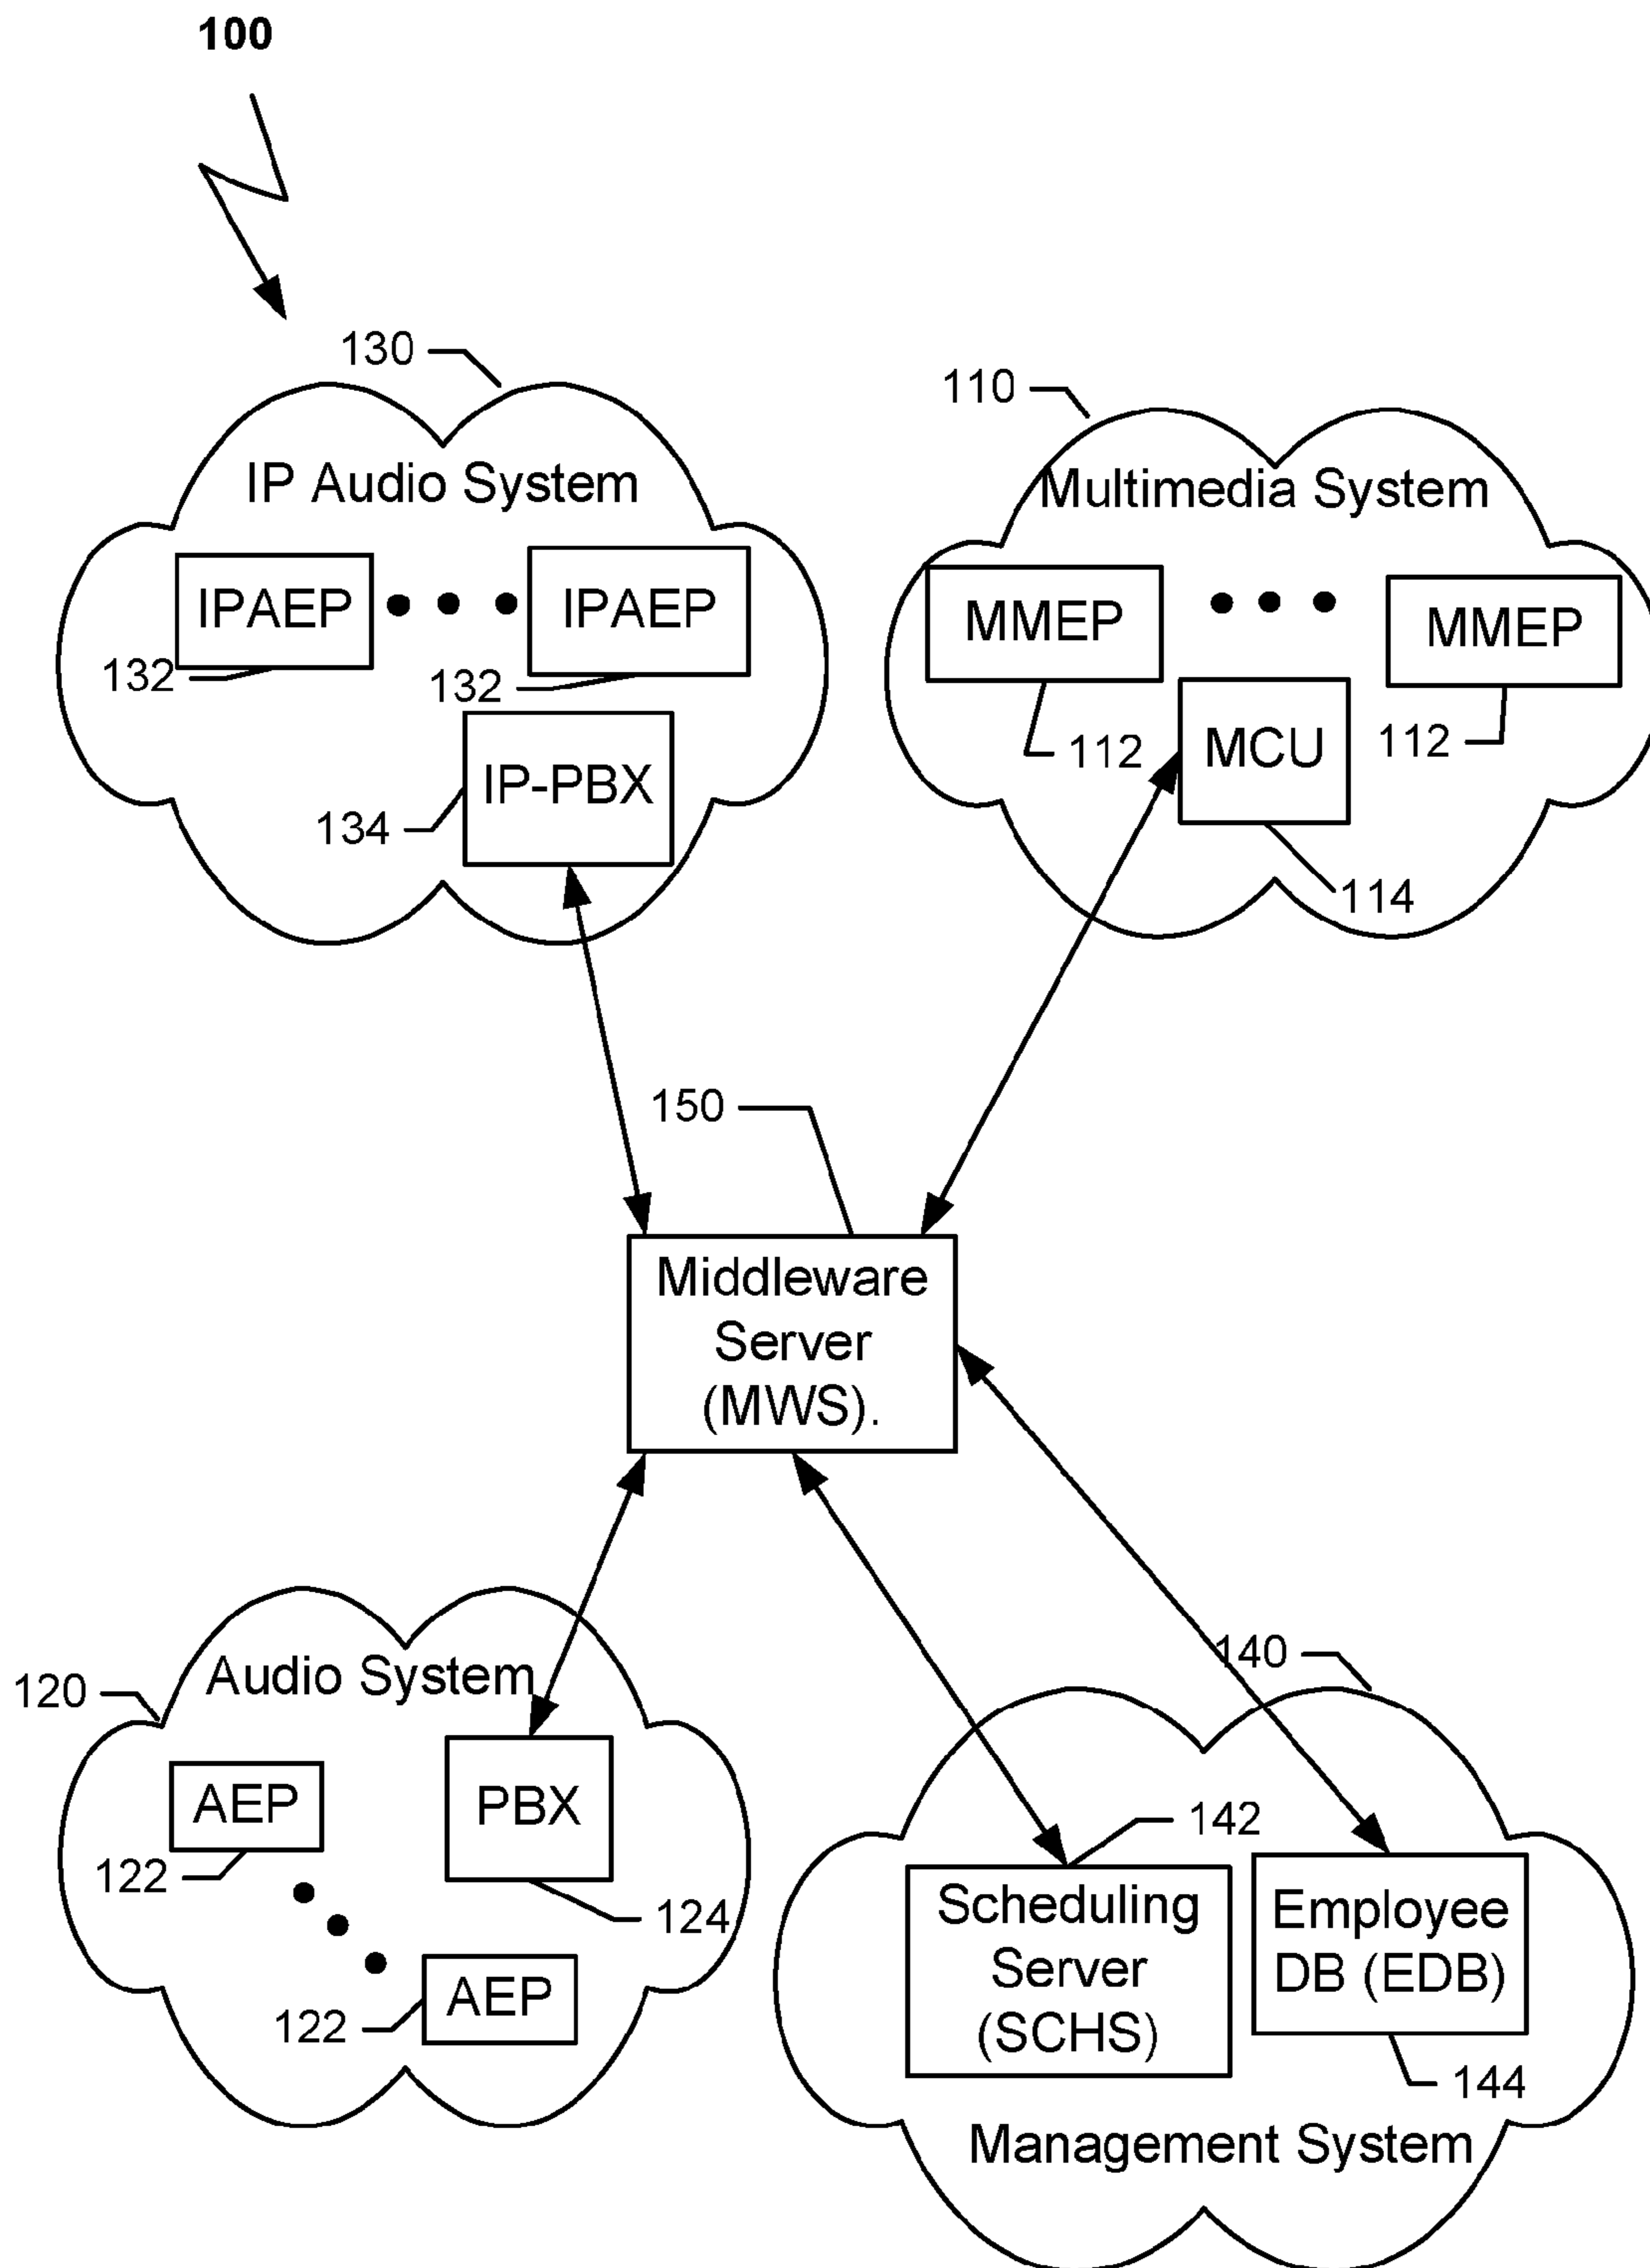 100
130
110
IP Audio System
Multimedia System
IPAEP
IPAEP
MMEP
MMEP
132
132
112
MCU
112
IP-PBX
134
114
150
Middleware
Server
(MWS).
Audio System
140
120
AEP
PBX
142
122
124
Scheduling
Server
(SCHS)
Employee
DB (EDB)
AEP
122
144
Management System